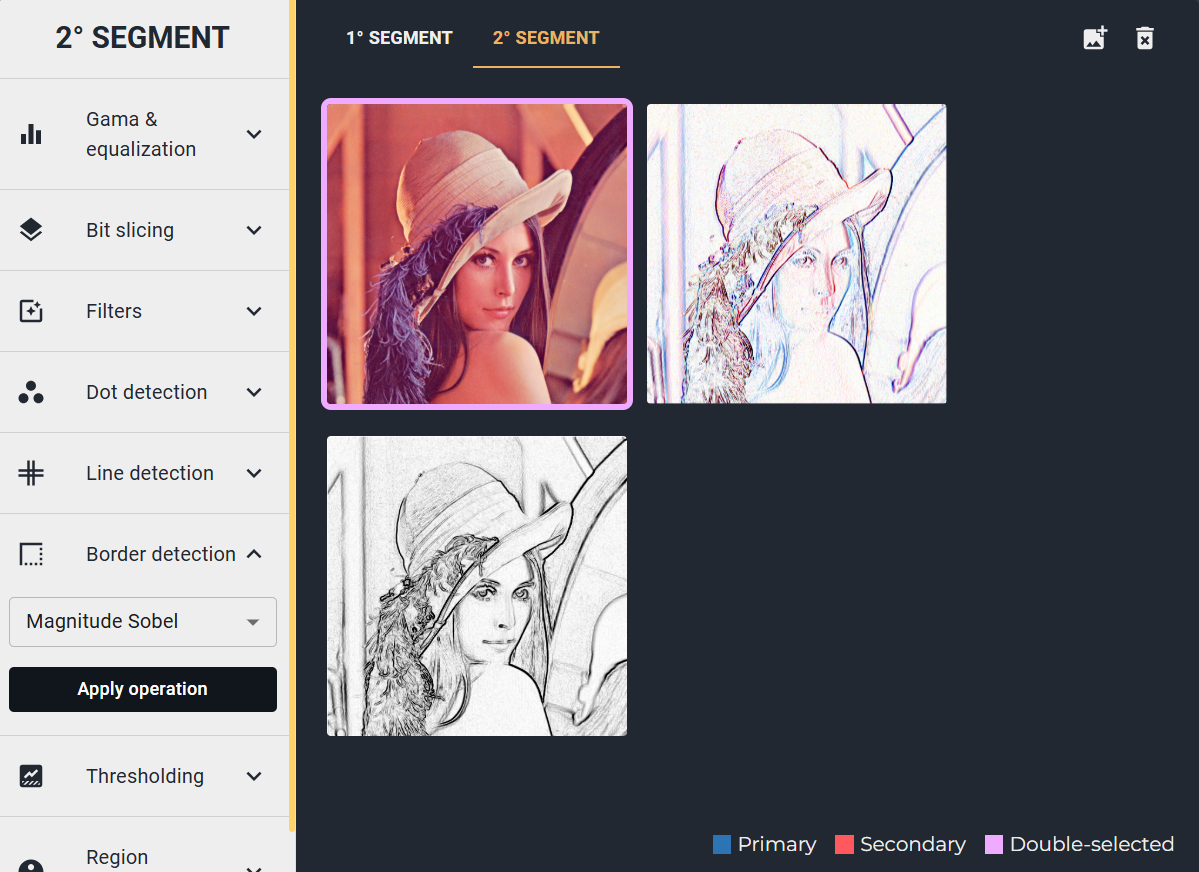 2° SEGMENT
1° SEGMENT
2° SEGMENT
Gama &
equalization
Bit slicing
Filters
Dot detection
Line detection
Border detection
Magnitude Sobel
Apply operation
Thresholding
Region
Primary
Secondary
Double-selected